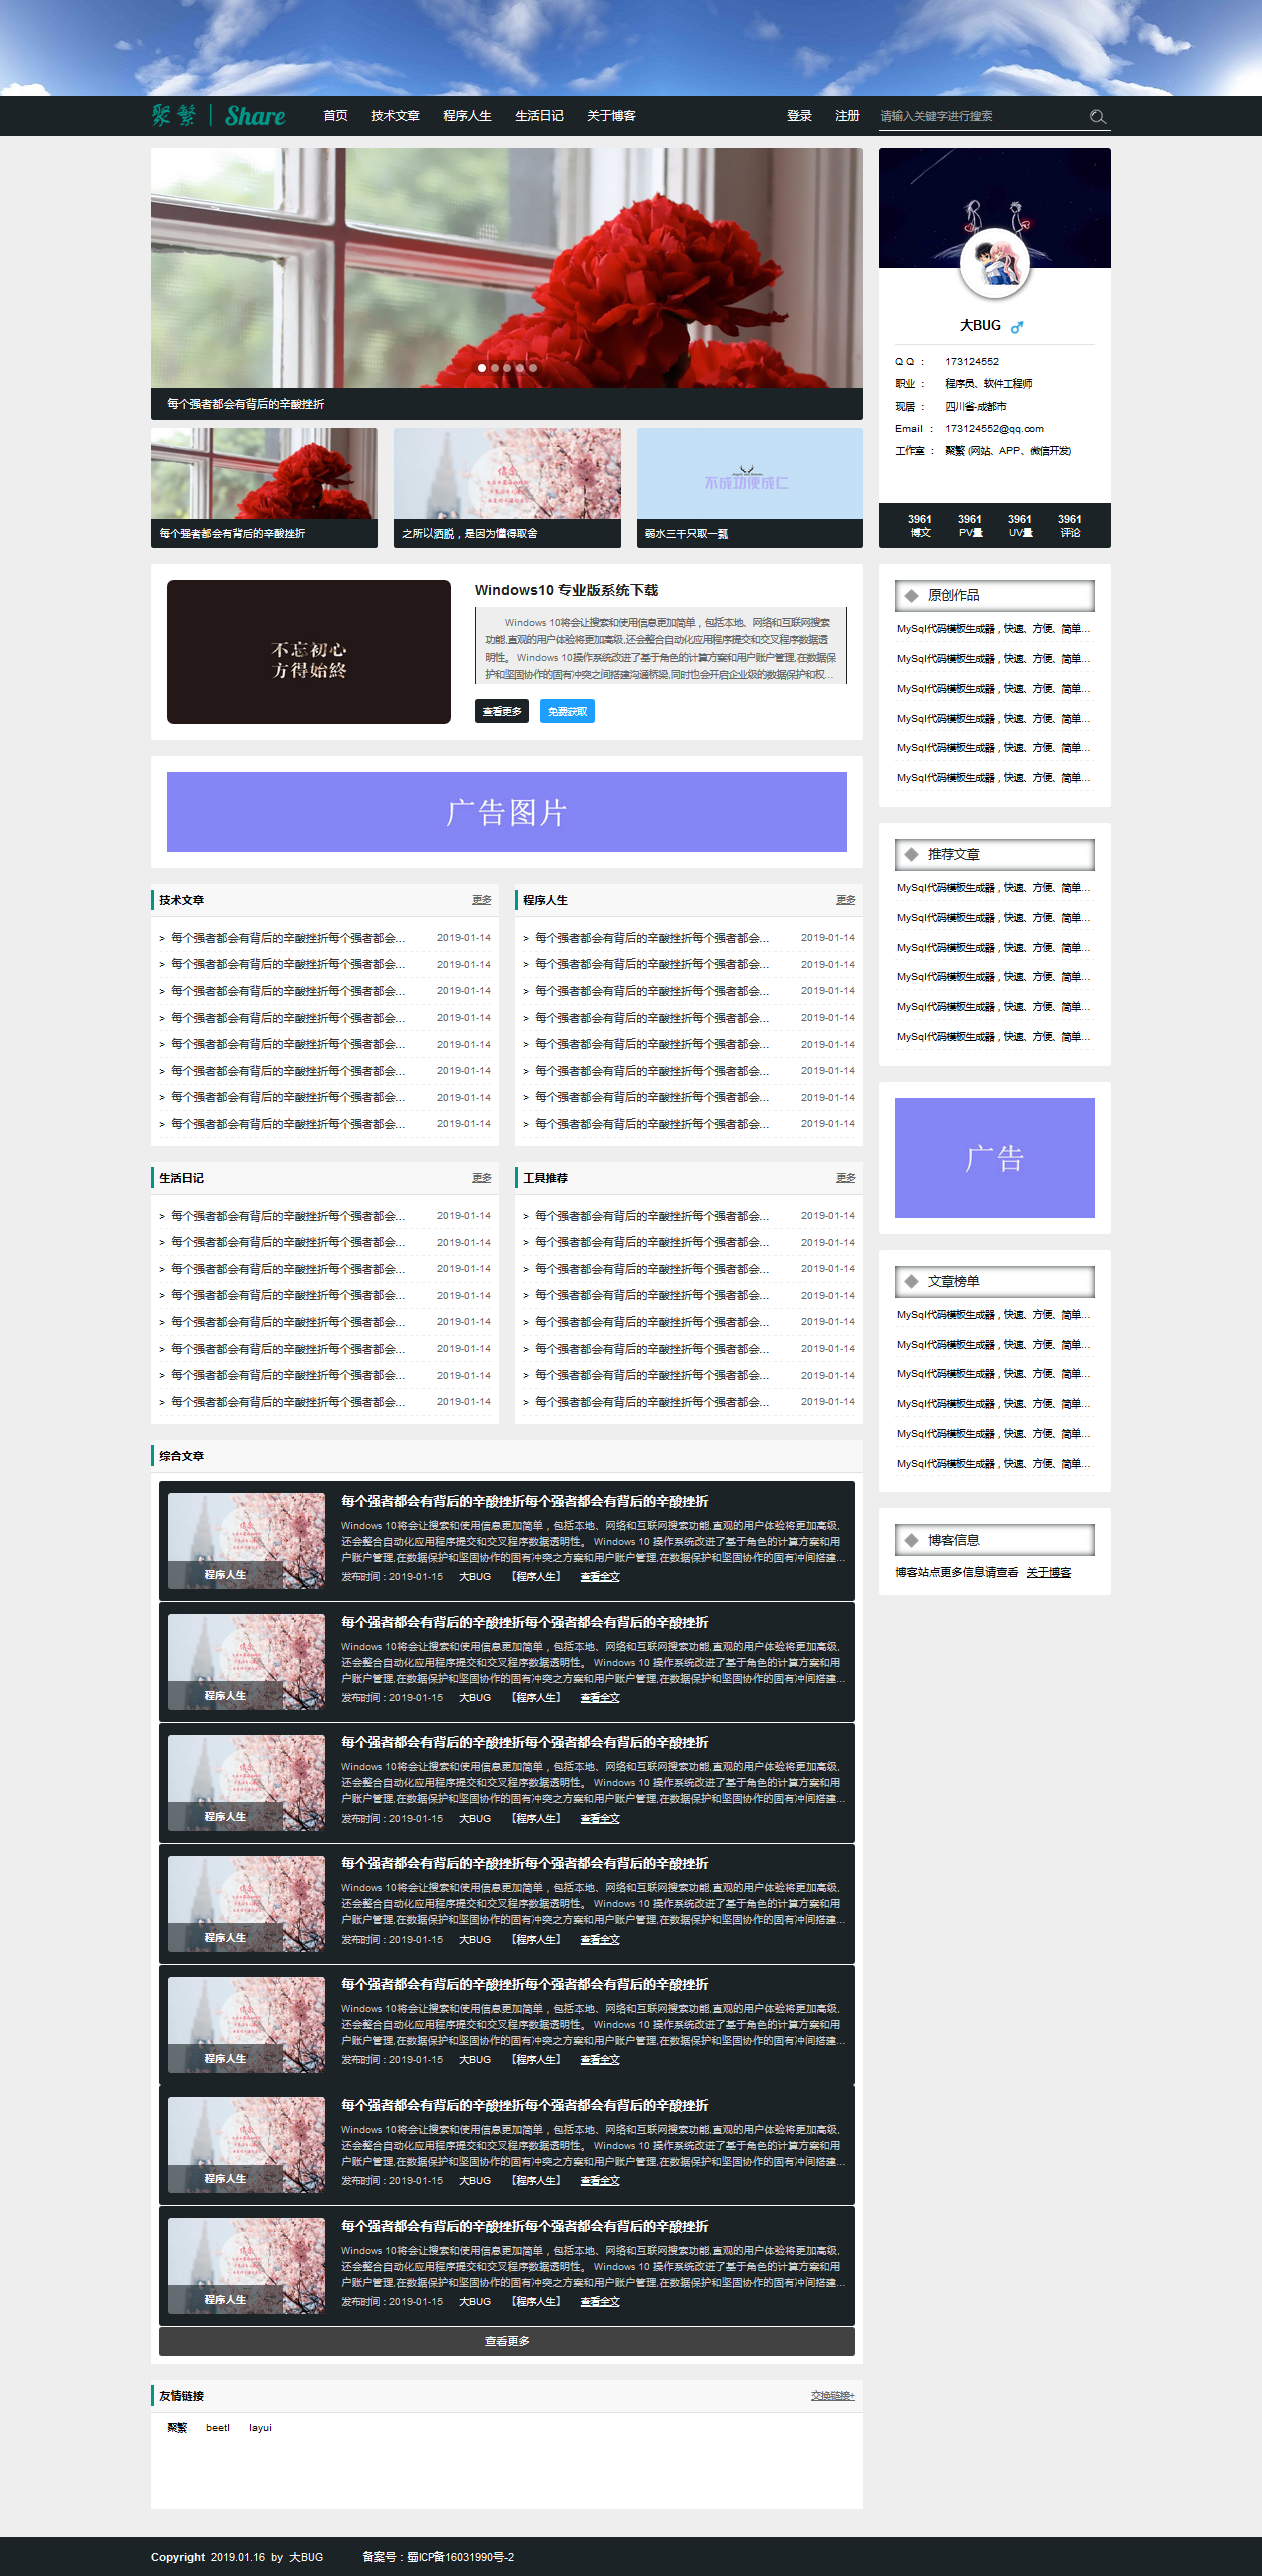 聚繁 | Share
首页 技术文章 程序人生 生活日记 关于博客 登录 注册 请输入关键字进行搜索
每个强者都会有背后的辛酸挫折
每个强者都会有背后的辛酸挫折
之所以洒脱，是因为懂得取舍
不成功便成仁
弱水三千只取一瓢
大BUG
Q Q ： 173124552
职业 ： 程序员、软件工程师
现居 ： 四川省-成都市
Email ： 173124552@qq.com
工作室 ： 聚繁 (网站、APP、微信开发)
3961 3961 3961 3961
博文 PV量 UV量 评论
不忘初心
方得始終
Windows10 专业版系统下载
Windows 10将会让搜索和使用信息更加简单，包括本地、网络和互联网搜索
功能,直观的用户体验将更加高级,还会整合自动化应用程序提交和交叉程序数据透
明性。 Windows 10操作系统改进了基于角色的计算方案和用户账户管理,在数据保
护和坚固协作的固有冲突之间搭建沟通桥梁,同时也会开启企业级的数据保护和权...
查看更多 免费获取
广告图片
原创作品
MySql代码模板生成器，快速、方便、简单...
MySql代码模板生成器，快速、方便、简单...
MySql代码模板生成器，快速、方便、简单...
MySql代码模板生成器，快速、方便、简单...
MySql代码模板生成器，快速、方便、简单...
MySql代码模板生成器，快速、方便、简单...
推荐文章
MySql代码模板生成器，快速、方便、简单...
MySql代码模板生成器，快速、方便、简单...
MySql代码模板生成器，快速、方便、简单...
MySql代码模板生成器，快速、方便、简单...
MySql代码模板生成器，快速、方便、简单...
MySql代码模板生成器，快速、方便、简单...
广告
文章榜单
MySql代码模板生成器，快速、方便、简单...
MySql代码模板生成器，快速、方便、简单...
MySql代码模板生成器，快速、方便、简单...
MySql代码模板生成器，快速、方便、简单...
MySql代码模板生成器，快速、方便、简单...
MySql代码模板生成器，快速、方便、简单...
博客信息
博客站点更多信息请查看 关于博客
技术文章 更多
> 每个强者都会有背后的辛酸挫折每个强者都会... 2019-01-14
> 每个强者都会有背后的辛酸挫折每个强者都会... 2019-01-14
> 每个强者都会有背后的辛酸挫折每个强者都会... 2019-01-14
> 每个强者都会有背后的辛酸挫折每个强者都会... 2019-01-14
> 每个强者都会有背后的辛酸挫折每个强者都会... 2019-01-14
> 每个强者都会有背后的辛酸挫折每个强者都会... 2019-01-14
> 每个强者都会有背后的辛酸挫折每个强者都会... 2019-01-14
> 每个强者都会有背后的辛酸挫折每个强者都会... 2019-01-14
程序人生 更多
> 每个强者都会有背后的辛酸挫折每个强者都会... 2019-01-14
> 每个强者都会有背后的辛酸挫折每个强者都会... 2019-01-14
> 每个强者都会有背后的辛酸挫折每个强者都会... 2019-01-14
> 每个强者都会有背后的辛酸挫折每个强者都会... 2019-01-14
> 每个强者都会有背后的辛酸挫折每个强者都会... 2019-01-14
> 每个强者都会有背后的辛酸挫折每个强者都会... 2019-01-14
> 每个强者都会有背后的辛酸挫折每个强者都会... 2019-01-14
> 每个强者都会有背后的辛酸挫折每个强者都会... 2019-01-14
生活日记 更多
> 每个强者都会有背后的辛酸挫折每个强者都会... 2019-01-14
> 每个强者都会有背后的辛酸挫折每个强者都会... 2019-01-14
> 每个强者都会有背后的辛酸挫折每个强者都会... 2019-01-14
> 每个强者都会有背后的辛酸挫折每个强者都会... 2019-01-14
> 每个强者都会有背后的辛酸挫折每个强者都会... 2019-01-14
> 每个强者都会有背后的辛酸挫折每个强者都会... 2019-01-14
> 每个强者都会有背后的辛酸挫折每个强者都会... 2019-01-14
> 每个强者都会有背后的辛酸挫折每个强者都会... 2019-01-14
工具推荐 更多
> 每个强者都会有背后的辛酸挫折每个强者都会... 2019-01-14
> 每个强者都会有背后的辛酸挫折每个强者都会... 2019-01-14
> 每个强者都会有背后的辛酸挫折每个强者都会... 2019-01-14
> 每个强者都会有背后的辛酸挫折每个强者都会... 2019-01-14
> 每个强者都会有背后的辛酸挫折每个强者都会... 2019-01-14
> 每个强者都会有背后的辛酸挫折每个强者都会... 2019-01-14
> 每个强者都会有背后的辛酸挫折每个强者都会... 2019-01-14
> 每个强者都会有背后的辛酸挫折每个强者都会... 2019-01-14
综合文章
程序人生
每个强者都会有背后的辛酸挫折每个强者都会有背后的辛酸挫折
Windows 10将会让搜索和使用信息更加简单，包括本地、网络和互联网搜索功能,直观的用户体验将更加高级,
还会整合自动化应用程序提交和交叉程序数据透明性。 Windows 10 操作系统改进了基于角色的计算方案和用
户账户管理,在数据保护和坚固协作的固有冲突之方案和用户账户管理,在数据保护和坚固协作的固有冲间搭建...
发布时间：2019-01-15 大BUG 【程序人生】 查看全文
程序人生
每个强者都会有背后的辛酸挫折每个强者都会有背后的辛酸挫折
Windows 10将会让搜索和使用信息更加简单，包括本地、网络和互联网搜索功能,直观的用户体验将更加高级,
还会整合自动化应用程序提交和交叉程序数据透明性。 Windows 10 操作系统改进了基于角色的计算方案和用
户账户管理,在数据保护和坚固协作的固有冲突之方案和用户账户管理,在数据保护和坚固协作的固有冲间搭建...
发布时间：2019-01-15 大BUG 【程序人生】 查看全文
程序人生
每个强者都会有背后的辛酸挫折每个强者都会有背后的辛酸挫折
Windows 10将会让搜索和使用信息更加简单，包括本地、网络和互联网搜索功能,直观的用户体验将更加高级,
还会整合自动化应用程序提交和交叉程序数据透明性。 Windows 10 操作系统改进了基于角色的计算方案和用
户账户管理,在数据保护和坚固协作的固有冲突之方案和用户账户管理,在数据保护和坚固协作的固有冲间搭建...
发布时间：2019-01-15 大BUG 【程序人生】 查看全文
程序人生
每个强者都会有背后的辛酸挫折每个强者都会有背后的辛酸挫折
Windows 10将会让搜索和使用信息更加简单，包括本地、网络和互联网搜索功能,直观的用户体验将更加高级,
还会整合自动化应用程序提交和交叉程序数据透明性。 Windows 10 操作系统改进了基于角色的计算方案和用
户账户管理,在数据保护和坚固协作的固有冲突之方案和用户账户管理,在数据保护和坚固协作的固有冲间搭建...
发布时间：2019-01-15 大BUG 【程序人生】 查看全文
程序人生
每个强者都会有背后的辛酸挫折每个强者都会有背后的辛酸挫折
Windows 10将会让搜索和使用信息更加简单，包括本地、网络和互联网搜索功能,直观的用户体验将更加高级,
还会整合自动化应用程序提交和交叉程序数据透明性。 Windows 10 操作系统改进了基于角色的计算方案和用
户账户管理,在数据保护和坚固协作的固有冲突之方案和用户账户管理,在数据保护和坚固协作的固有冲间搭建...
发布时间：2019-01-15 大BUG 【程序人生】 查看全文
程序人生
每个强者都会有背后的辛酸挫折每个强者都会有背后的辛酸挫折
Windows 10将会让搜索和使用信息更加简单，包括本地、网络和互联网搜索功能,直观的用户体验将更加高级,
还会整合自动化应用程序提交和交叉程序数据透明性。 Windows 10 操作系统改进了基于角色的计算方案和用
户账户管理,在数据保护和坚固协作的固有冲突之方案和用户账户管理,在数据保护和坚固协作的固有冲间搭建...
发布时间：2019-01-15 大BUG 【程序人生】 查看全文
程序人生
每个强者都会有背后的辛酸挫折每个强者都会有背后的辛酸挫折
Windows 10将会让搜索和使用信息更加简单，包括本地、网络和互联网搜索功能,直观的用户体验将更加高级,
还会整合自动化应用程序提交和交叉程序数据透明性。 Windows 10 操作系统改进了基于角色的计算方案和用
户账户管理,在数据保护和坚固协作的固有冲突之方案和用户账户管理,在数据保护和坚固协作的固有冲间搭建...
发布时间：2019-01-15 大BUG 【程序人生】 查看全文
查看更多
友情链接 交换链接+
聚繁 beetl layui
Copyright 2019.01.16 by 大BUG 备案号：蜀ICP备16031990号-2